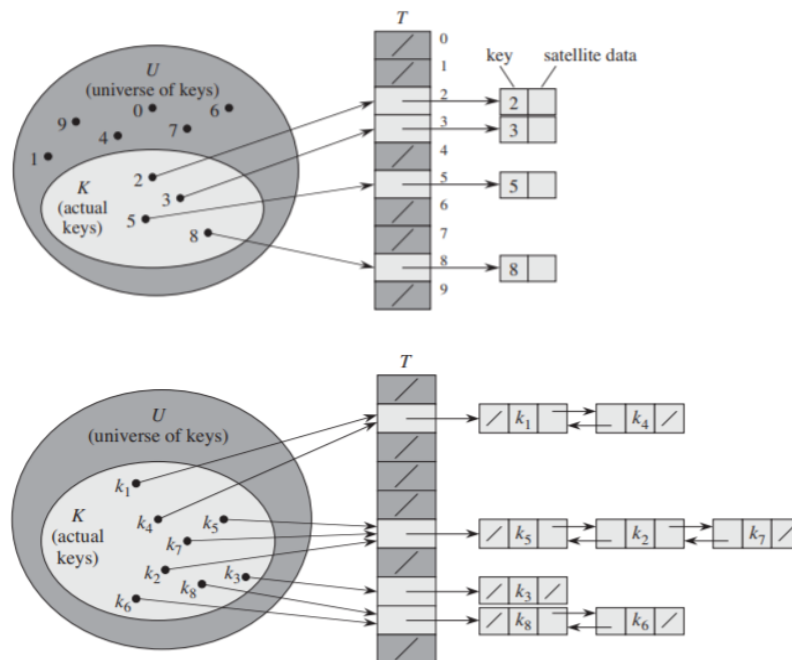 T
U
(universe of keys)
0
6
9
4
7
1
K
(actual
keys)
2
3
5
8
0
1
2
3
4
5
6
7
8
9
key
satellite data
2
3
5
8
T
U
(universe of keys)
K
(actual
keys)
k1
k4
k5
k7
k2
k3
k8
k6
k1
k4
k5
k2
k7
k3
k8
k6